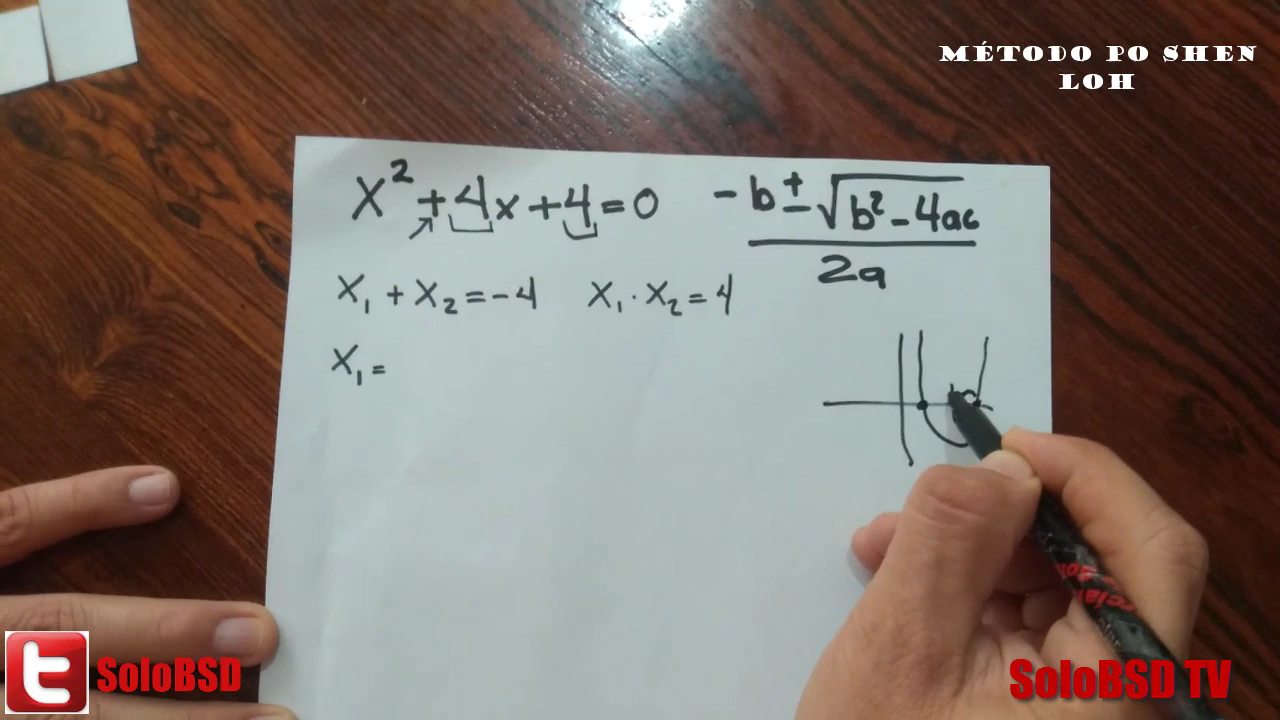 MÉTODO PO SHEN
LOH
x² + 4x + 4 = 0
-b ± √(b² - 4ac)
2a
x₁ + x₂ = -4
x₁ · x₂ = 4
x₁ =
SoloBSD
SoloBSD TV